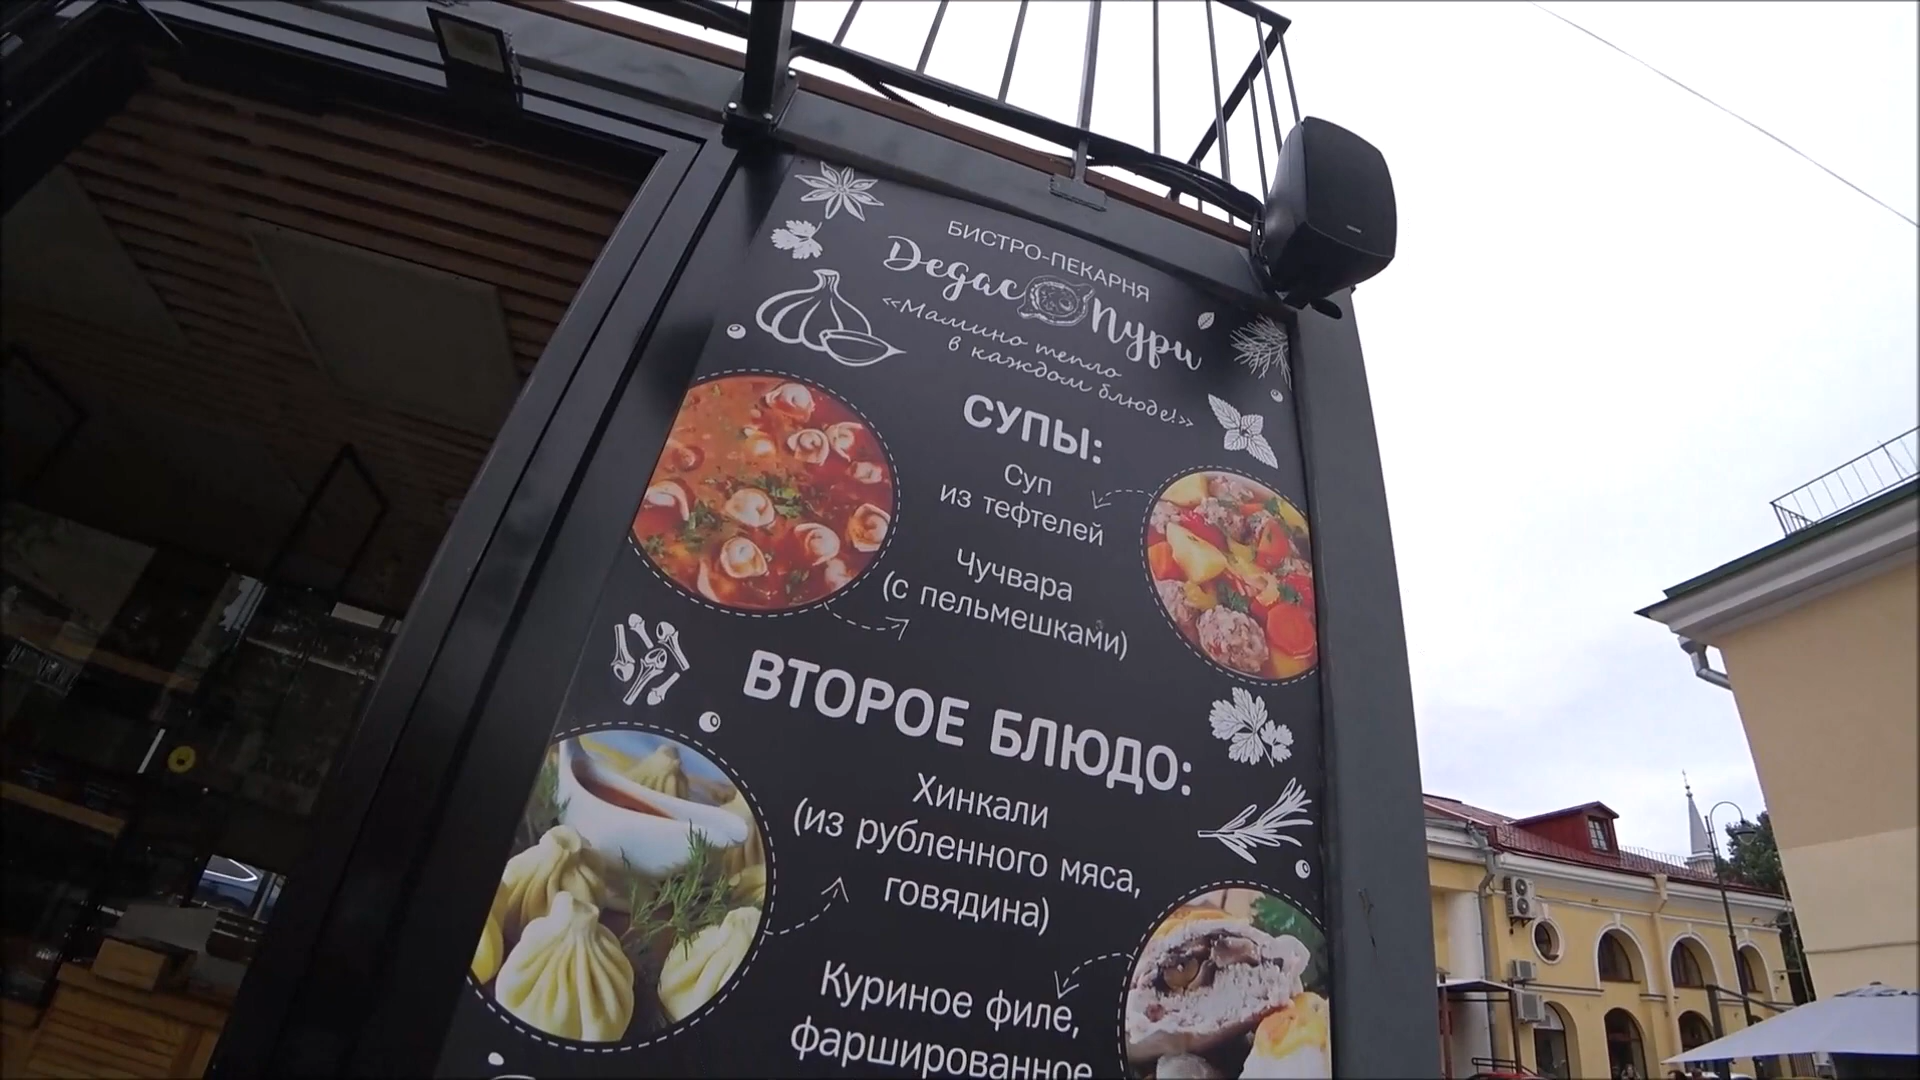 БИСТРО-ПЕКАРНЯ
Дедас Пури
«Мамино тепло
в каждом блюде!»
СУПЫ:
Суп
из тефтелей
Чучвара
(с пельмешками)
ВТОРОЕ БЛЮДО:
Хинкали
(из рубленного мяса,
говядина)
Куриное филе,
фаршированное